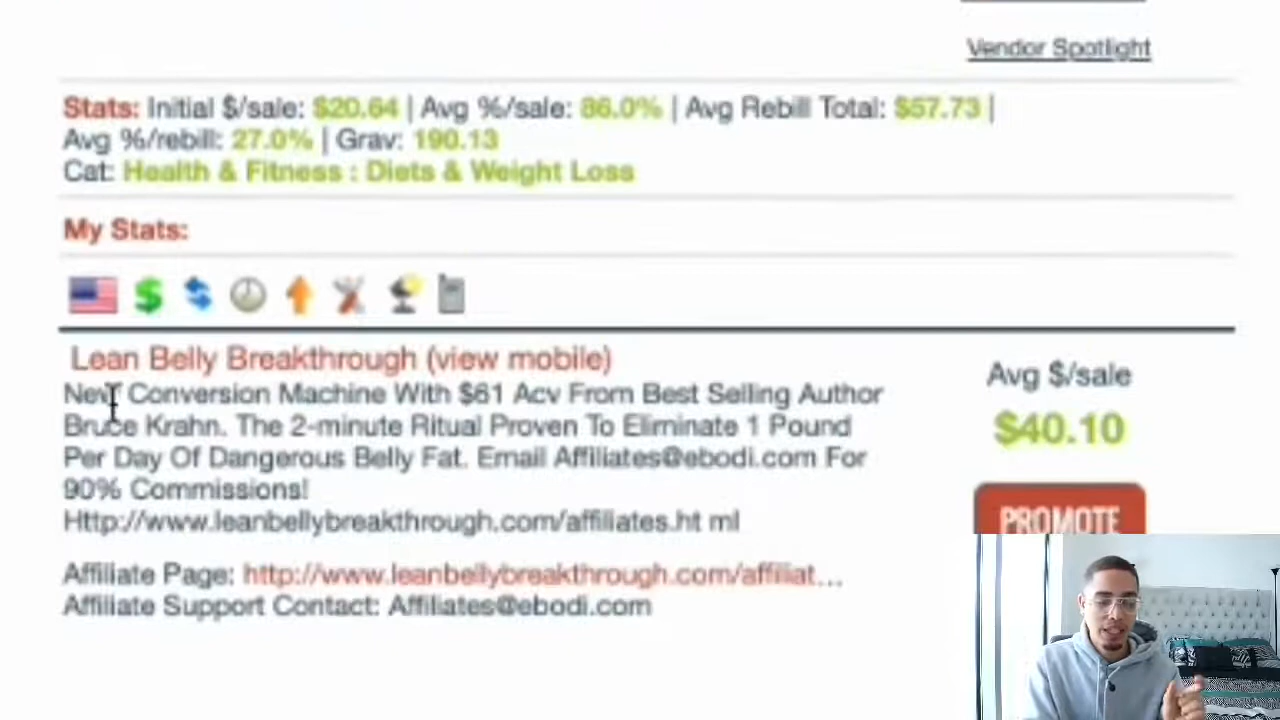 Vendor Spotlight
Stats: Initial $/sale: $20.64 | Avg %/sale: 86.0% | Avg Rebill Total: $57.73 |
Avg %/rebill: 27.0% | Grav: 190.13
Cat: Health & Fitness : Diets & Weight Loss
My Stats:
Lean Belly Breakthrough (view mobile)
New Conversion Machine With $61 Acv From Best Selling Author
Bruce Krahn. The 2-minute Ritual Proven To Eliminate 1 Pound
Per Day Of Dangerous Belly Fat. Email Affiliates@ebodi.com For
90% Commissions!
Http://www.leanbellybreakthrough.com/affiliates.ht ml
Affiliate Page: http://www.leanbellybreakthrough.com/affiliat...
Affiliate Support Contact: Affiliates@ebodi.com
Avg $/sale
$40.10
PROMOTE